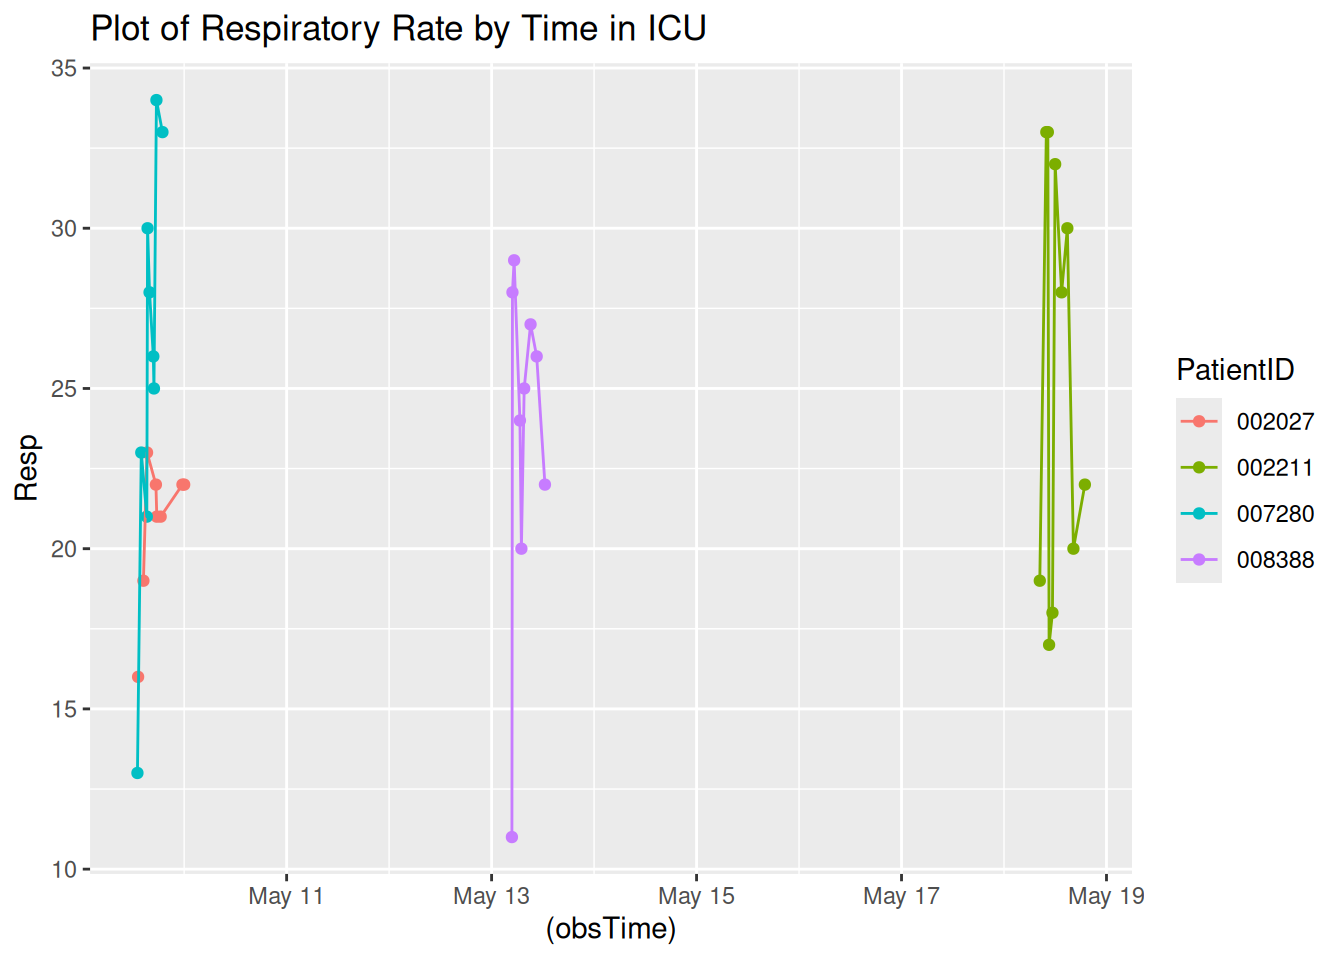 Plot of Respiratory Rate by Time in ICU
35
30
25
20
15
10
Resp
May 11
May 13
May 15
May 17
May 19
(obsTime)
PatientID
002027
002211
007280
008388